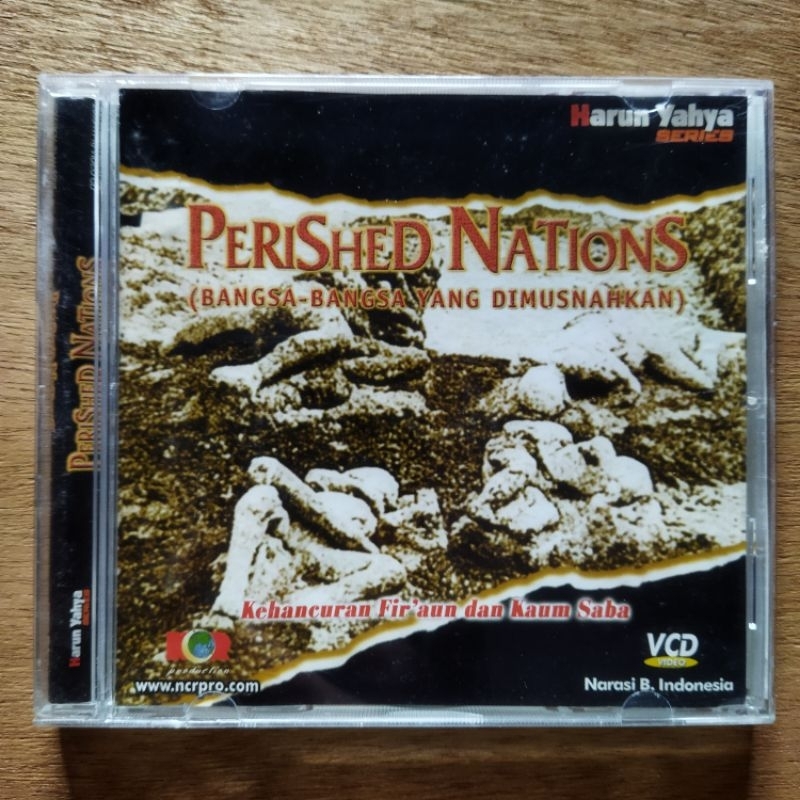 Harun Yahya
SERIES
PERISHED NATIONS
(BANGSA-BANGSA YANG DIMUSNAHKAN)
Kehancuran Fir'aun dan Kaum Saba
production
www.ncrpro.com
VCD
VIDEO
Narasi B. Indonesia
PERISHED NATIONS
Harun Yahya
SERIES